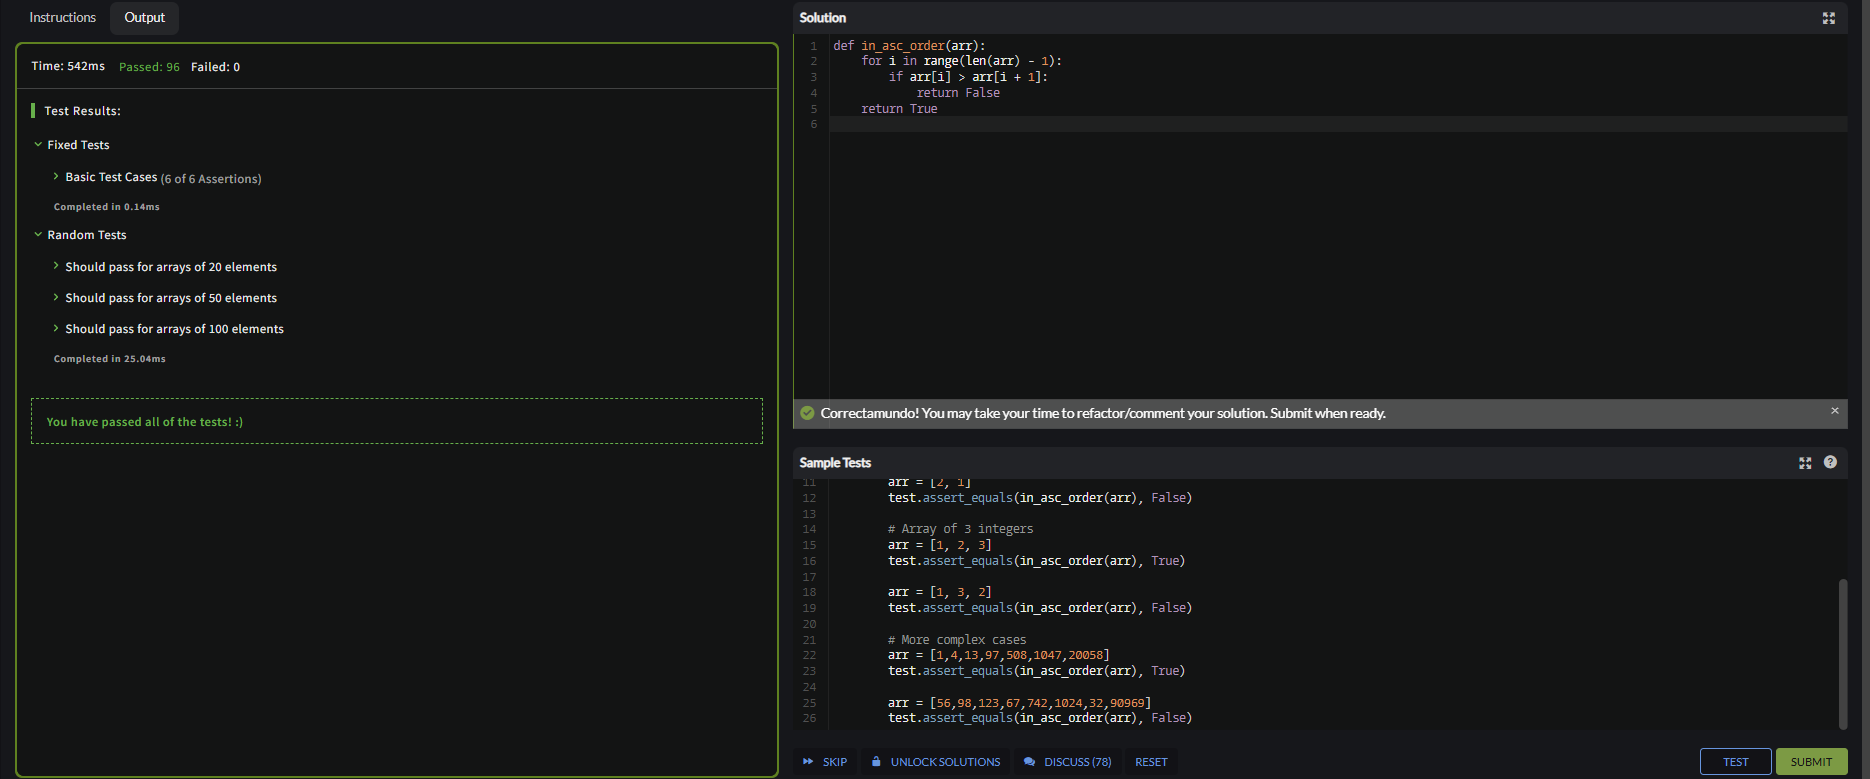 Instructions
Output
Time: 542ms Passed: 96 Failed: 0
Test Results:
Fixed Tests
Basic Test Cases (6 of 6 Assertions)
Completed in 0.14ms
Random Tests
Should pass for arrays of 20 elements
Should pass for arrays of 50 elements
Should pass for arrays of 100 elements
Completed in 25.04ms
You have passed all of the tests! :)
Solution
1 def in_asc_order(arr):
2     for i in range(len(arr) - 1):
3         if arr[i] > arr[i + 1]:
4             return False
5     return True
6
Correctamundo! You may take your time to refactor/comment your solution. Submit when ready. ×
Sample Tests ?
11         arr = [2, 1]
12         test.assert_equals(in_asc_order(arr), False)
13
14         # Array of 3 integers
15         arr = [1, 2, 3]
16         test.assert_equals(in_asc_order(arr), True)
17
18         arr = [1, 3, 2]
19         test.assert_equals(in_asc_order(arr), False)
20
21         # More complex cases
22         arr = [1,4,13,97,508,1047,20058]
23         test.assert_equals(in_asc_order(arr), True)
24
25         arr = [56,98,123,67,742,1024,32,90969]
26         test.assert_equals(in_asc_order(arr), False)
SKIP UNLOCK SOLUTIONS DISCUSS (78) RESET TEST SUBMIT